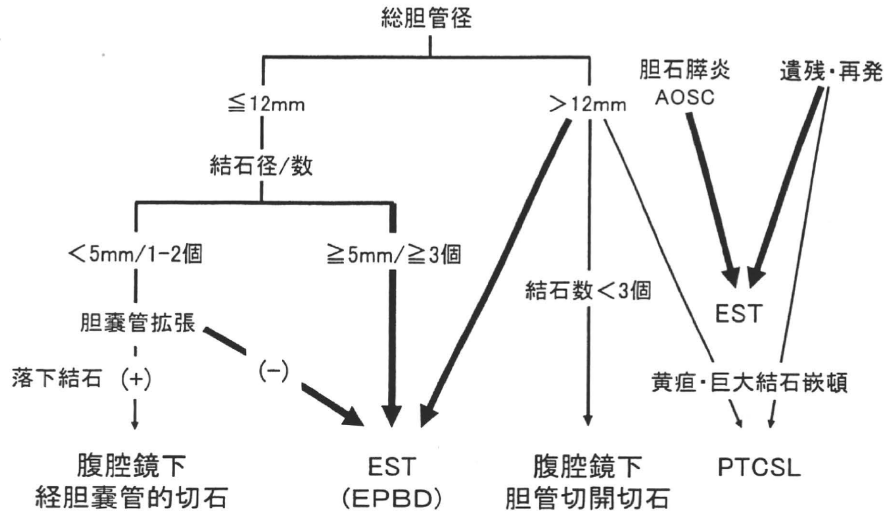 総胆管径
胆石膵炎
AOSC
遺残・再発
≦12mm
＞12mm
結石径/数
＜5mm/1-2個
≧5mm/≧3個
結石数＜3個
EST
胆嚢管拡張
落下結石 (+)
(-)
黄疸・巨大結石嵌頓
腹腔鏡下
経胆嚢管的切石
EST
(EPBD)
腹腔鏡下
胆管切開切石
PTCSL